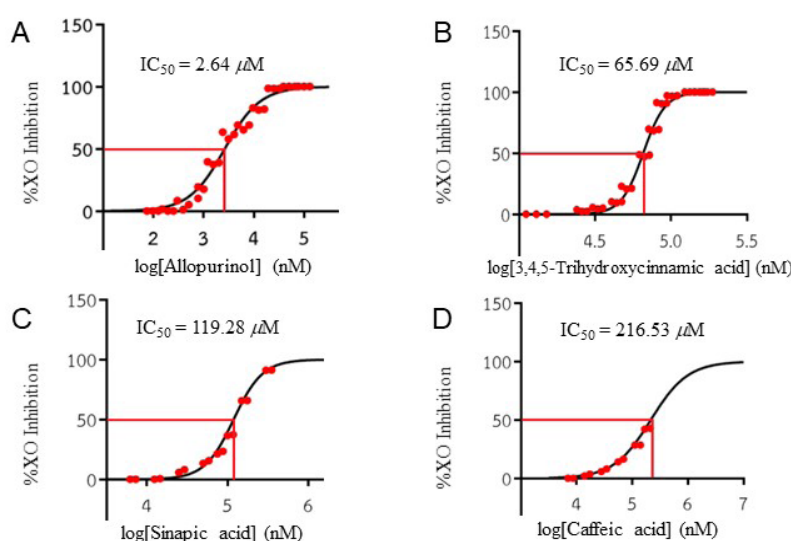 A
IC50 = 2.64 μM
%XO Inhibition
150
100
50
0
2 3 4 5
log[Allopurinol] (nM)
B
IC50 = 65.69 μM
%XO Inhibition
150
100
50
0
4.5 5.0 5.5
log[3,4,5-Trihydroxycinnamic acid] (nM)
C
IC50 = 119.28 μM
%XO Inhibition
150
100
50
0
4 5 6
log[Sinapic acid] (nM)
D
IC50 = 216.53 μM
%XO Inhibition
150
100
50
0
4 5 6 7
log[Caffeic acid] (nM)